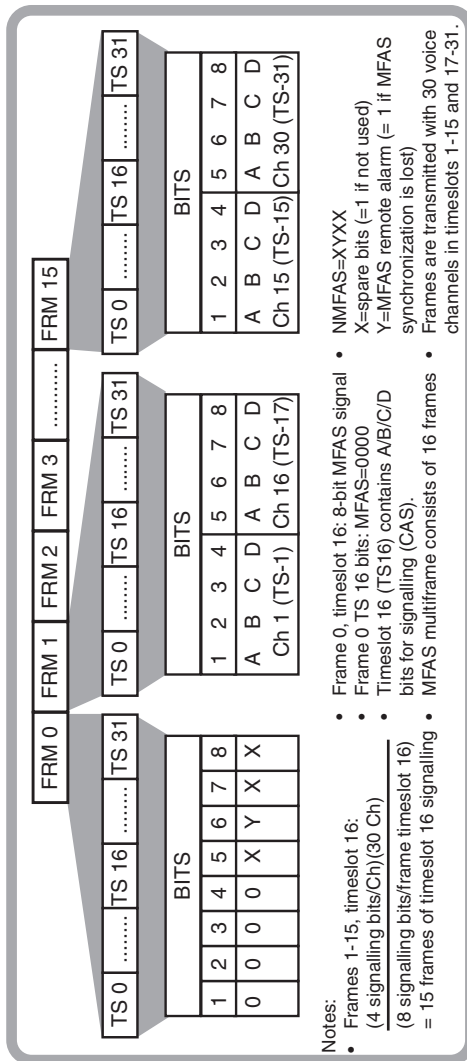 FRM 0 FRM 1 FRM 2 FRM 3 ............ FRM 15
TS 0 ........ TS 16 ........ TS 31
BITS
1 2 3 4 5 6 7 8
0 0 0 0 X Y X X
TS 0 ........ TS 16 ........ TS 31
BITS
1 2 3 4 5 6 7 8
A B C D A B C D
Ch 1 (TS-1) Ch 16 (TS-17)
TS 0 ........ TS 16 ........ TS 31
BITS
1 2 3 4 5 6 7 8
A B C D A B C D
Ch 15 (TS-15) Ch 30 (TS-31)
Notes:
• Frames 1-15, timeslot 16:
(4 signalling bits/Ch)(30 Ch)
(8 signalling bits/frame timeslot 16)
= 15 frames of timeslot 16 signalling
• Frame 0, timeslot 16: 8-bit MFAS signal
• Frame 0 TS 16 bits: MFAS=0000
• Timeslot 16 (TS16) contains A/B/C/D
bits for signalling (CAS).
• MFAS multiframe consists of 16 frames
• NMFAS=XYXX
X=spare bits (=1 if not used)
Y=MFAS remote alarm (= 1 if MFAS
synchronization is lost)
• Frames are transmitted with 30 voice
channels in timeslots 1-15 and 17-31.